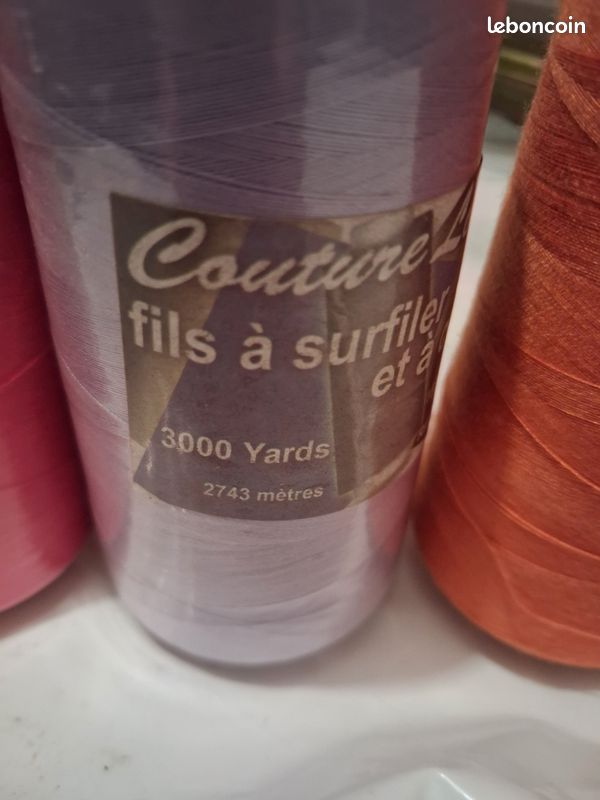 leboncoin
Couture
fils à surfiler
et à
3000 Yards
2743 mètres